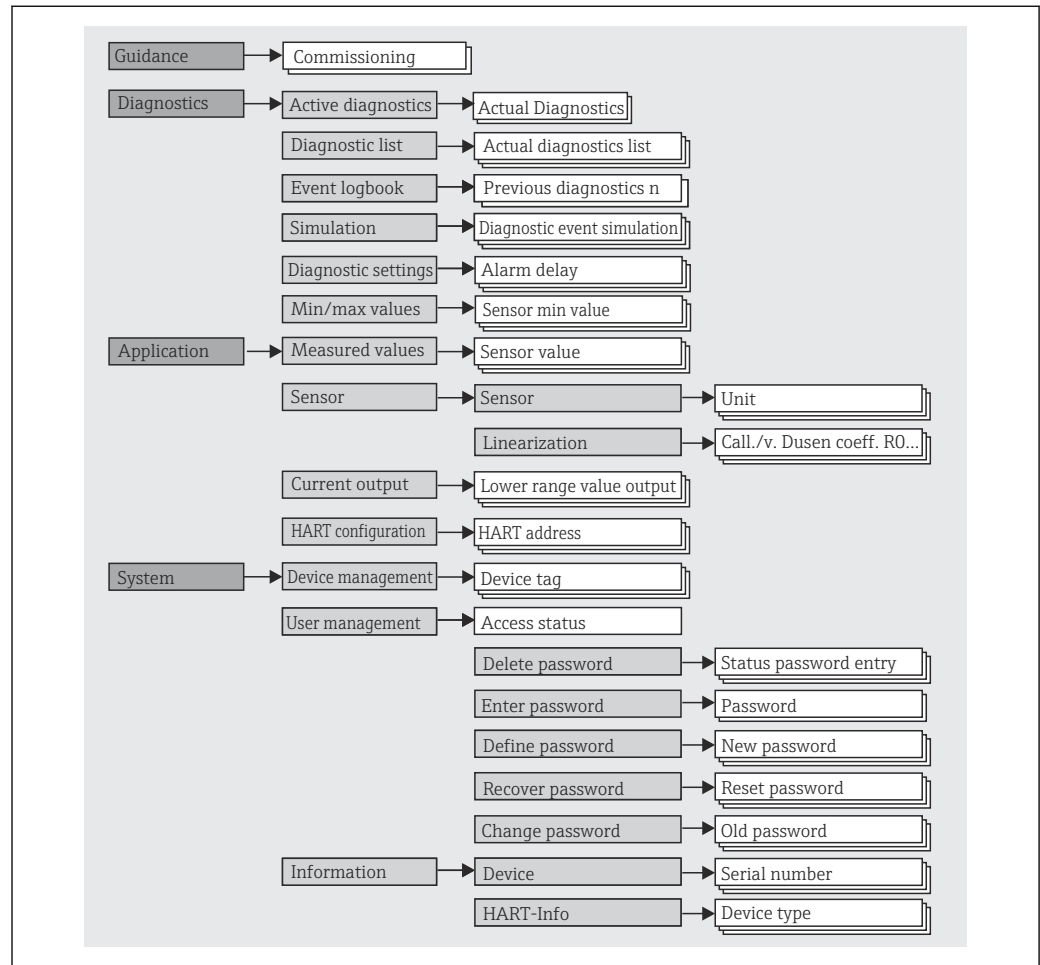 Guidance
Commissioning
Diagnostics
Active diagnostics
Actual Diagnostics
Diagnostic list
Actual diagnostics list
Event logbook
Previous diagnostics n
Simulation
Diagnostic event simulation
Diagnostic settings
Alarm delay
Min/max values
Sensor min value
Application
Measured values
Sensor value
Sensor
Sensor
Unit
Linearization
Call./v. Dusen coeff. R0...
Current output
Lower range value output
HART configuration
HART address
System
Device management
Device tag
User management
Access status
Delete password
Status password entry
Enter password
Password
Define password
New password
Recover password
Reset password
Change password
Old password
Information
Device
Serial number
HART-Info
Device type